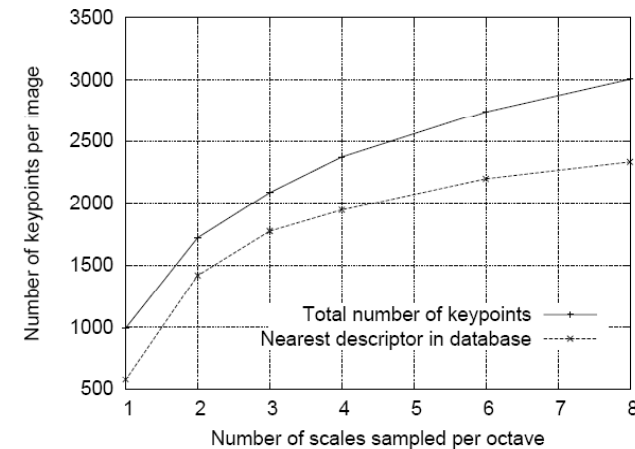 3500
3000
2500
2000
1500
1000
500
Number of keypoints per image
Total number of keypoints
Nearest descriptor in database
1 2 3 4 5 6 7 8
Number of scales sampled per octave